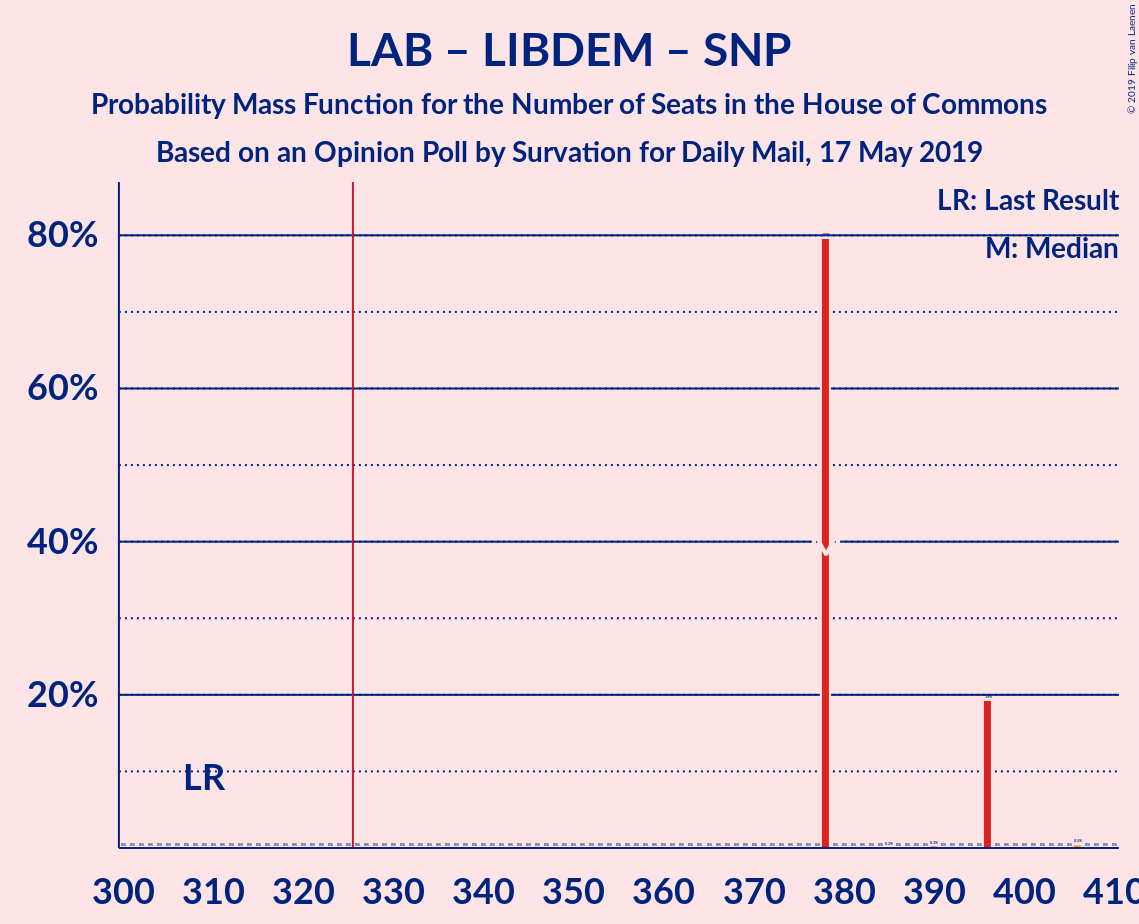 LAB – LIBDEM – SNP
Probability Mass Function for the Number of Seats in the House of Commons
Based on an Opinion Poll by Survation for Daily Mail, 17 May 2019
© 2019 Filip van Laenen
LR: Last Result
M: Median
80%
60%
40%
20%
LR
M
300 310 320 330 340 350 360 370 380 390 400 410